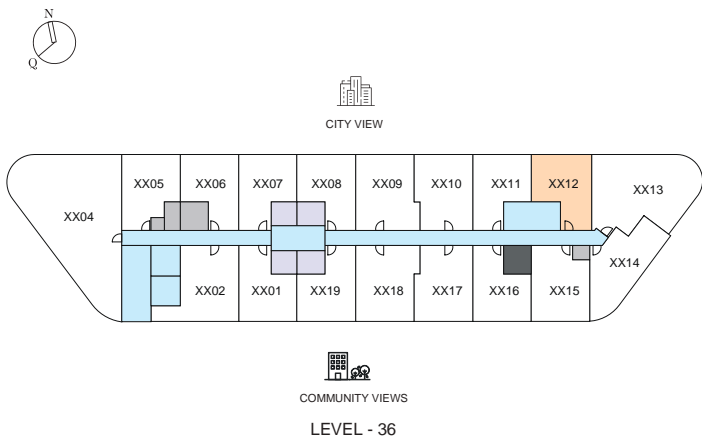 N
Q
CITY VIEW
XX05 XX06 XX07 XX08 XX09 XX10 XX11 XX12 XX13
XX04
XX14
XX02 XX01 XX19 XX18 XX17 XX16 XX15
COMMUNITY VIEWS
LEVEL - 36